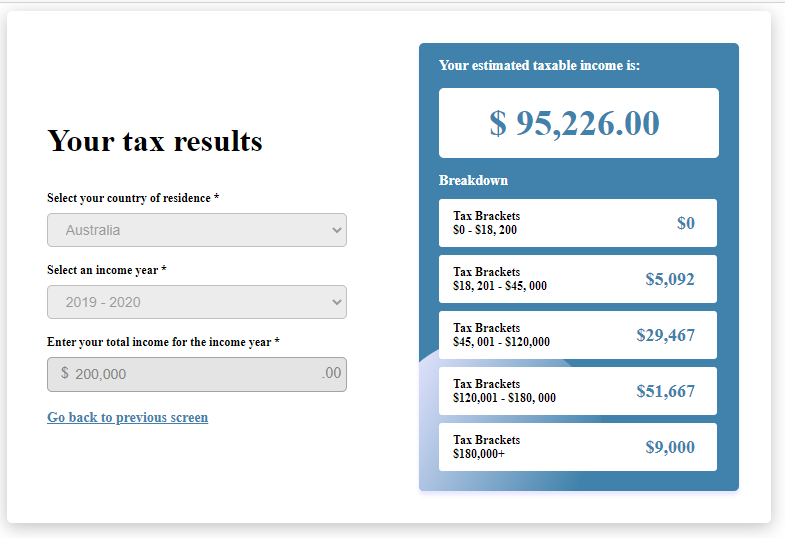 Your tax results
Select your country of residence *
Australia
Select an income year *
2019 - 2020
Enter your total income for the income year *
$ 200,000 .00
Go back to previous screen
Your estimated taxable income is:
$ 95,226.00
Breakdown
Tax Brackets
$0 - $18, 200
$0
Tax Brackets
$18, 201 - $45, 000
$5,092
Tax Brackets
$45, 001 - $120,000
$29,467
Tax Brackets
$120,001 - $180, 000
$51,667
Tax Brackets
$180,000+
$9,000